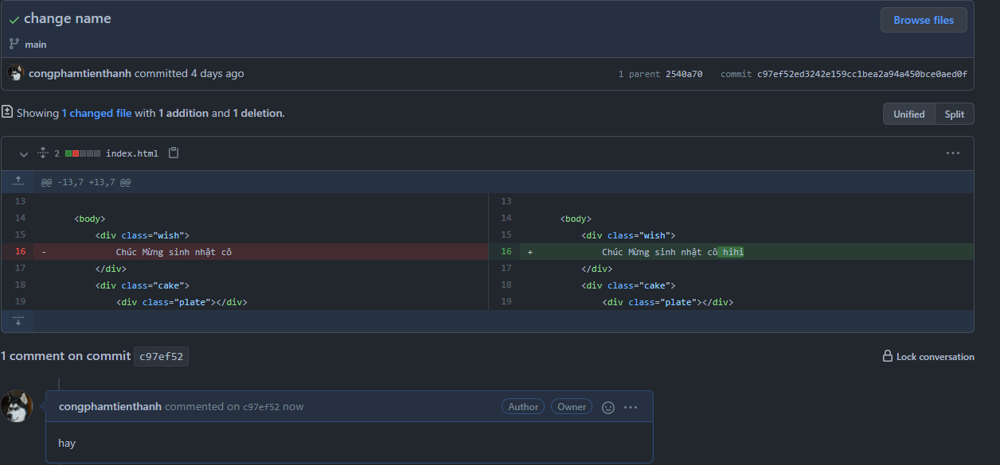 change name
Browse files
main
congphamtienthanh committed 4 days ago
1 parent 2540a70 commit c97ef52ed3242e159cc1bea2a94a450bce0aed0f
Showing 1 changed file with 1 addition and 1 deletion.
Unified Split
2 index.html
@@ -13,7 +13,7 @@
13 13
14 <body> 14 <body>
15 <div class="wish"> 15 <div class="wish">
16 - Chúc Mừng sinh nhật cô 16 + Chúc Mừng sinh nhật cô hihi
17 </div> 17 </div>
18 <div class="cake"> 18 <div class="cake">
19 <div class="plate"></div> 19 <div class="plate"></div>
1 comment on commit c97ef52
Lock conversation
congphamtienthanh commented on c97ef52 now
Author Owner
hay